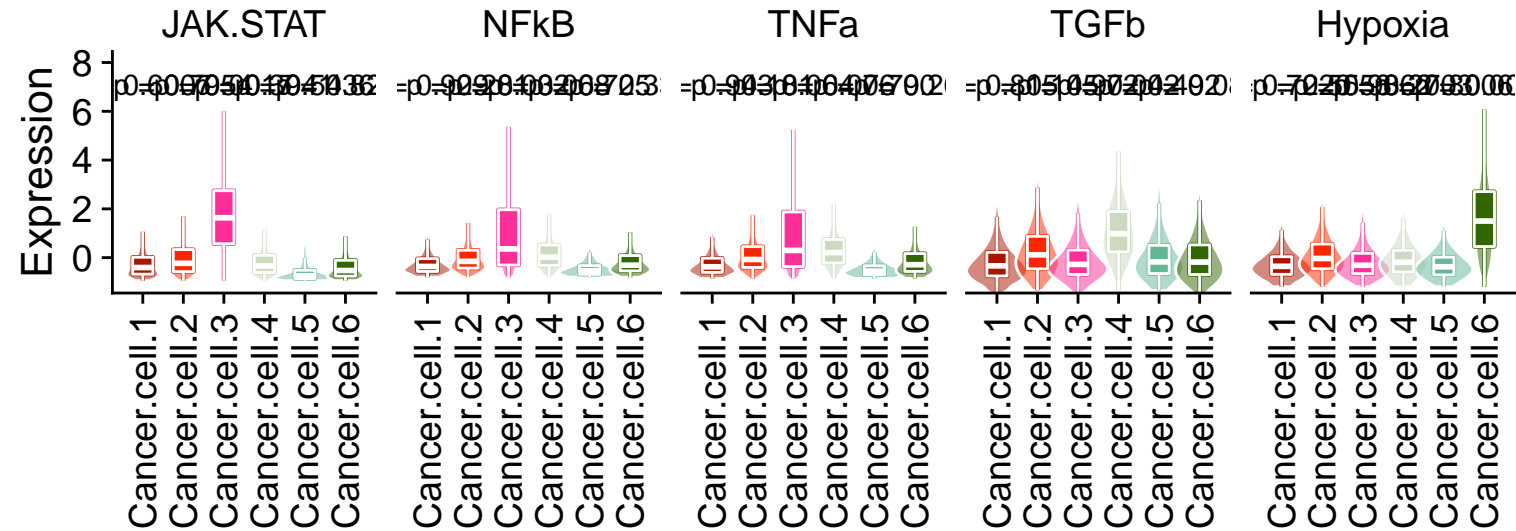 JAK.STAT NFkB TNFa TGFb Hypoxia
Expression
8
6
4
2
0
Cancer.cell.1 Cancer.cell.2 Cancer.cell.3 Cancer.cell.4 Cancer.cell.5 Cancer.cell.6
Cancer.cell.1 Cancer.cell.2 Cancer.cell.3 Cancer.cell.4 Cancer.cell.5 Cancer.cell.6
Cancer.cell.1 Cancer.cell.2 Cancer.cell.3 Cancer.cell.4 Cancer.cell.5 Cancer.cell.6
Cancer.cell.1 Cancer.cell.2 Cancer.cell.3 Cancer.cell.4 Cancer.cell.5 Cancer.cell.6
Cancer.cell.1 Cancer.cell.2 Cancer.cell.3 Cancer.cell.4 Cancer.cell.5 Cancer.cell.6